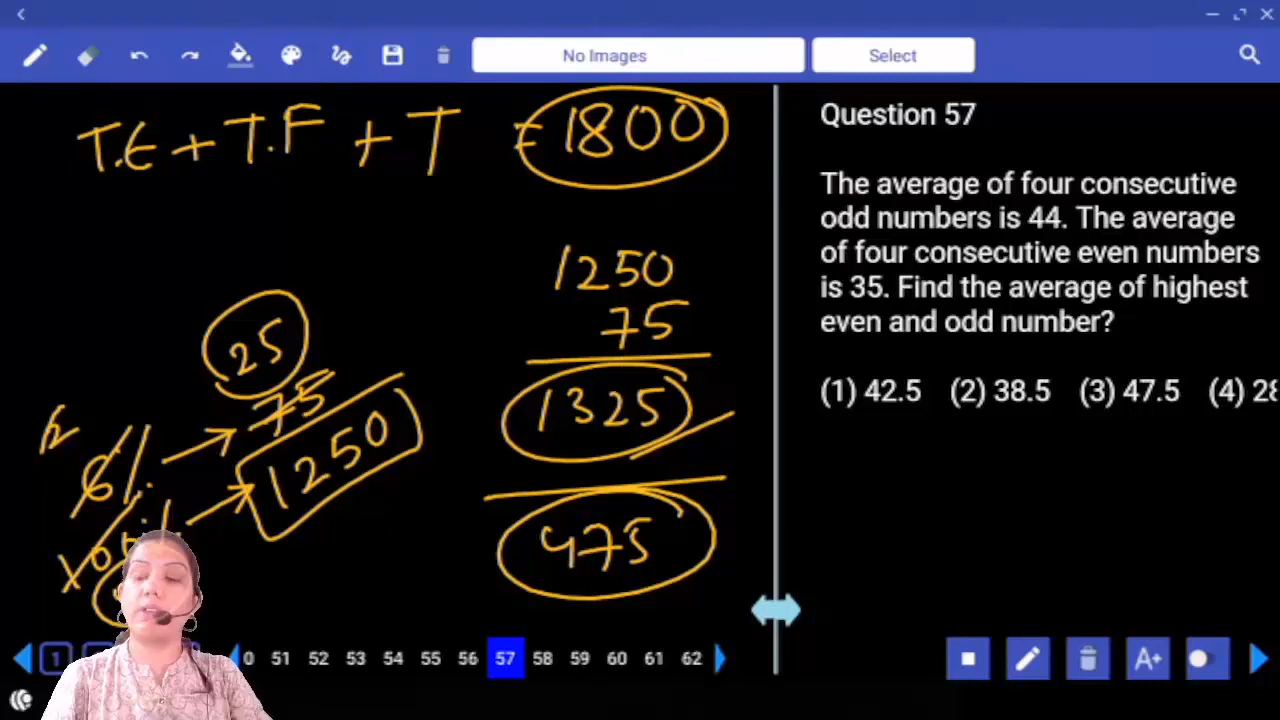 No Images
Select
T.E + T.F + T = 1800
Question 57
The average of four consecutive
odd numbers is 44. The average
of four consecutive even numbers
is 35. Find the average of highest
even and odd number?
(1) 42.5 (2) 38.5 (3) 47.5 (4) 28
1250
75
1325
475
25
75
6%
1250
1
0 51 52 53 54 55 56 57 58 59 60 61 62
A+